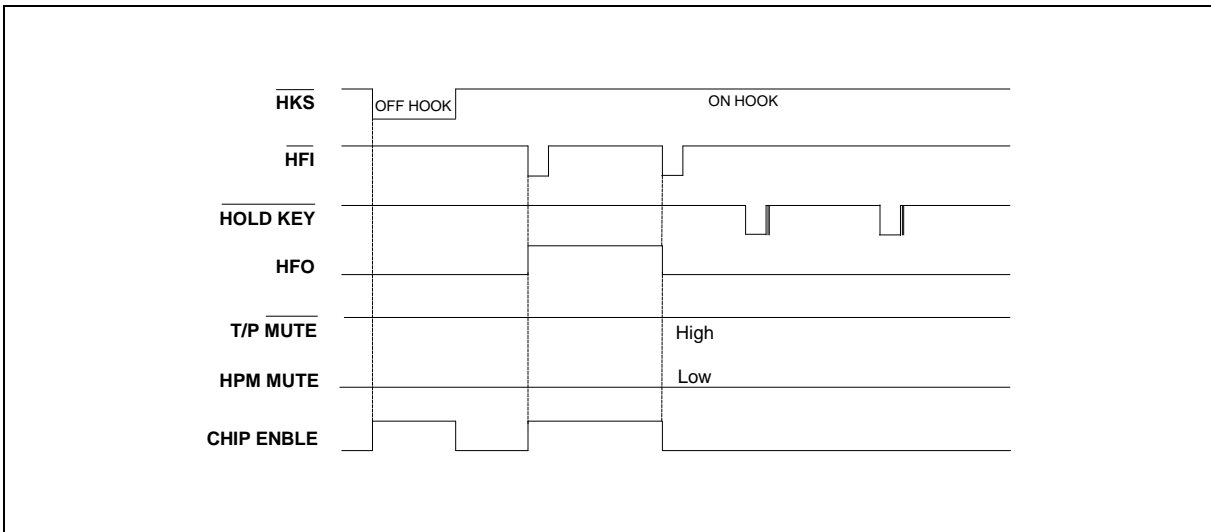 HKS
OFF HOOK
ON HOOK
HFI
HOLD KEY
HFO
T/P MUTE
High
HPM MUTE
Low
CHIP ENBLE